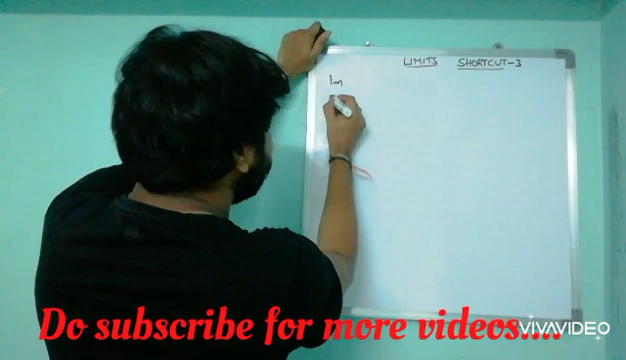 LIMITS SHORTCUT-3
lim
Do subscribe for more videos....
VIVAVIDEO